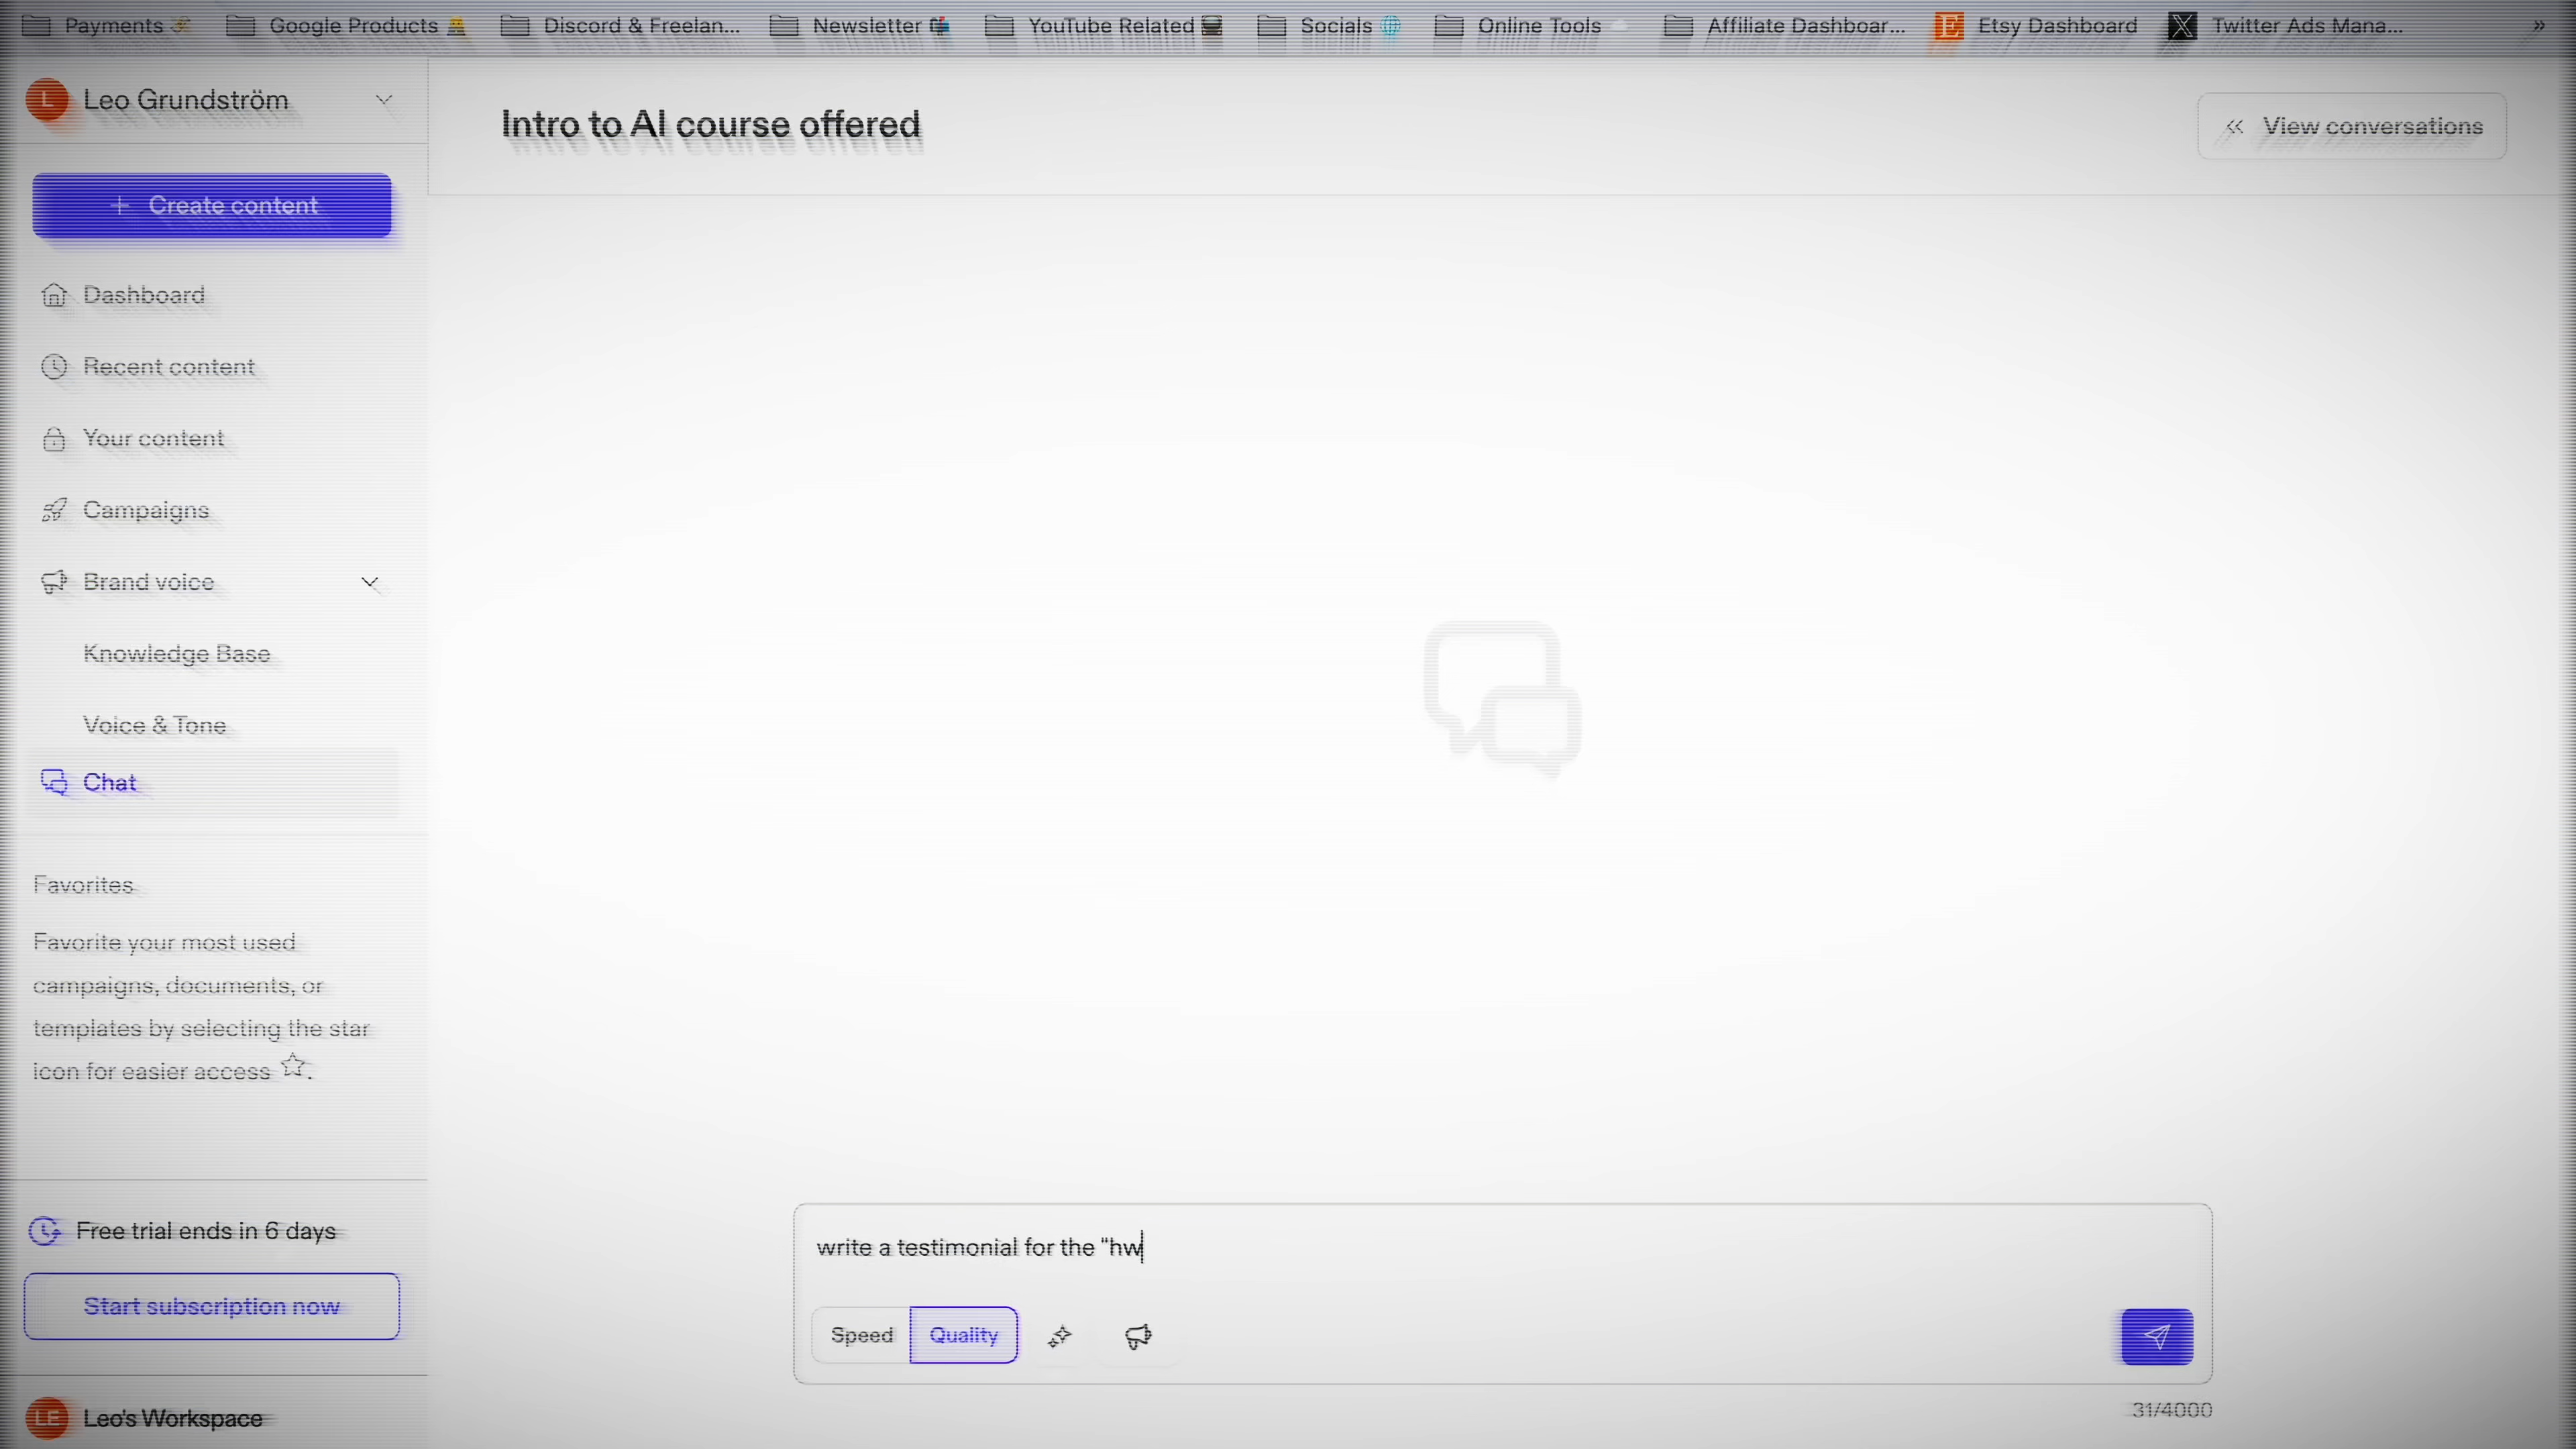 Payments
Google Products
Discord & Freelan...
Newsletter
YouTube Related
Socials
Online Tools
Affiliate Dashboar...
Etsy Dashboard
Twitter Ads Mana...
»
L
Leo Grundström
Intro to AI course offered
View conversations
+ Create content
Dashboard
Recent content
Your content
Campaigns
Brand voice
Knowledge Base
Voice & Tone
Chat
Favorites
Favorite your most used
campaigns, documents, or
templates by selecting the star
icon for easier access ☆.
Free trial ends in 6 days
Start subscription now
LE
Leo's Workspace
write a testimonial for the "hw
Speed
Quality
31/4000